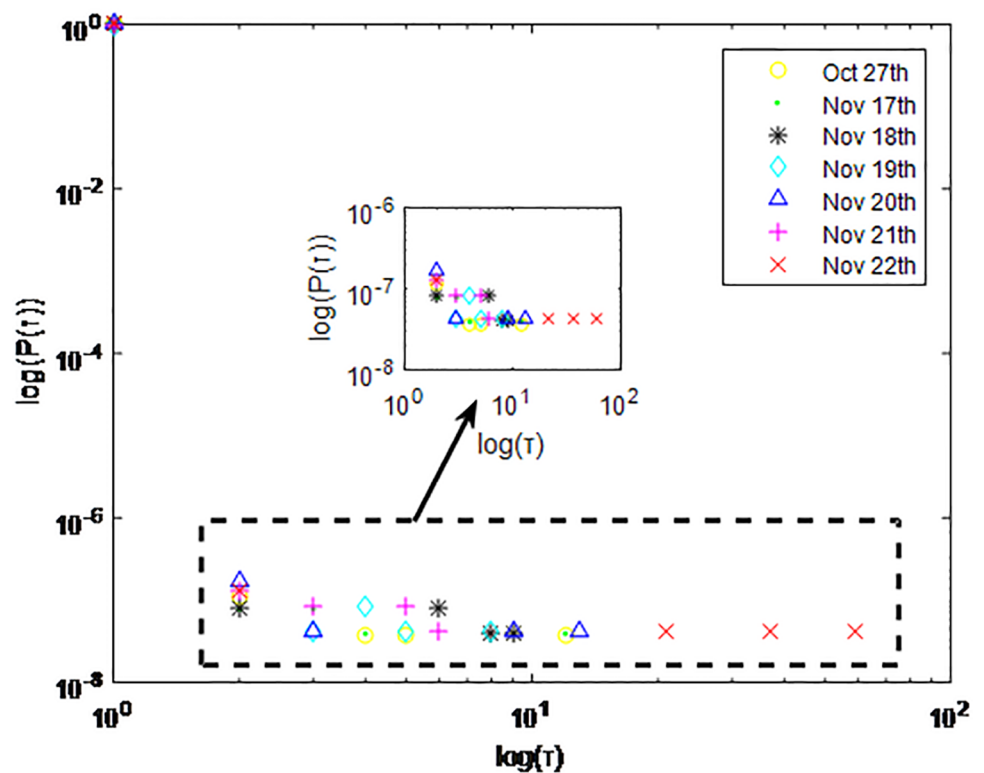 10^0
10^-2
10^-4
10^-6
10^-8
log(P(τ))
10^0
10^1
10^2
log(τ)
Oct 27th
Nov 17th
Nov 18th
Nov 19th
Nov 20th
Nov 21th
Nov 22th
10^-6
10^-7
10^-8
log(P(τ))
10^0
10^1
10^2
log(τ)